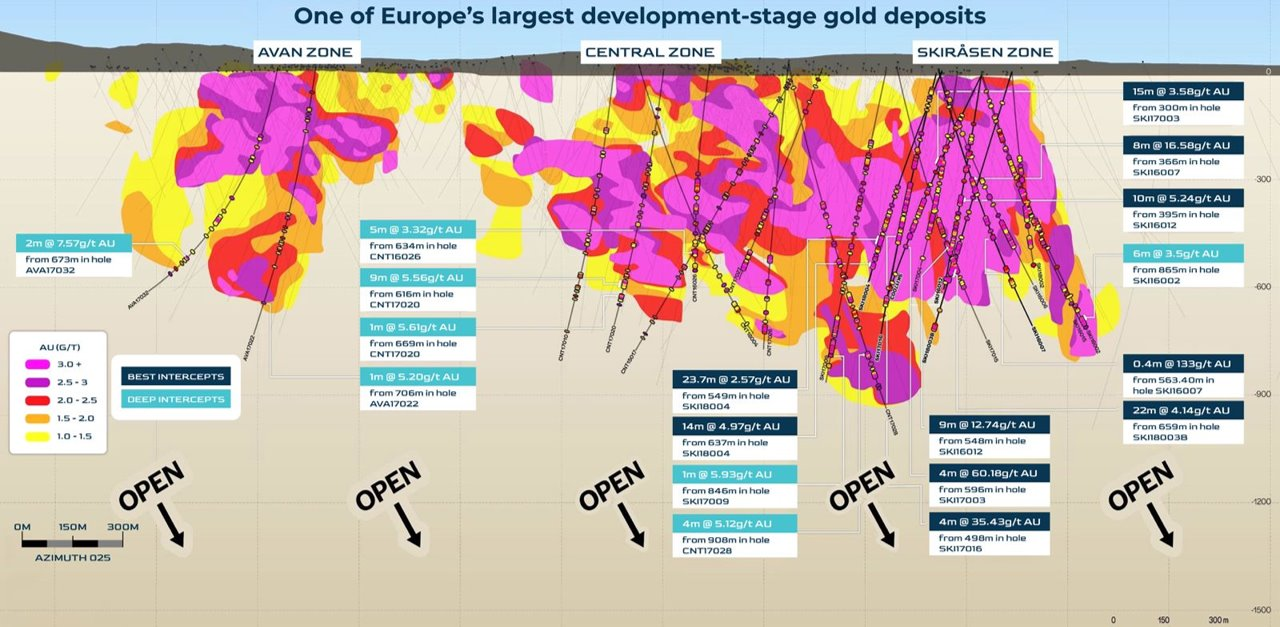 One of Europe's largest development-stage gold deposits
AVAN ZONE
CENTRAL ZONE
SKIRÅSEN ZONE
0
-300
-600
-900
-1200
-1500
15m @ 3.58g/t AU
from 300m in hole
SKI17003
8m @ 16.58g/t AU
from 366m in hole
SKI16007
10m @ 5.24g/t AU
from 395m in hole
SKI16012
6m @ 3.5g/t AU
from 865m in hole
SKI16002
0.4m @ 133g/t AU
from 563.40m in
hole SKI16007
22m @ 4.14g/t AU
from 659m in hole
SKI18003B
2m @ 7.57g/t AU
from 673m in hole
AVA17032
5m @ 3.32g/t AU
from 634m in hole
CNT16026
9m @ 5.56g/t AU
from 616m in hole
CNT17020
1m @ 5.61g/t AU
from 669m in hole
CNT17020
1m @ 5.20g/t AU
from 706m in hole
AVA17022
23.7m @ 2.57g/t AU
from 549m in hole
SKI18004
14m @ 4.97g/t AU
from 637m in hole
SKI18004
1m @ 5.93g/t AU
from 846m in hole
SKI17009
4m @ 5.12g/t AU
from 908m in hole
CNT17028
9m @ 12.74g/t AU
from 548m in hole
SKI16012
4m @ 60.18g/t AU
from 596m in hole
SKI17003
4m @ 35.43g/t AU
from 498m in hole
SKI17016
AVA17032
AVA17022
CNT17020
CNT16026
CNT17028
SKI16007
AU (G/T)
3.0 +
2.5 - 3
2.0 - 2.5
1.5 - 2.0
1.0 - 1.5
BEST INTERCEPTS
DEEP INTERCEPTS
OPEN
OPEN
OPEN
OPEN
OPEN
0M 150M 300M
AZIMUTH 025
0 150 300 m